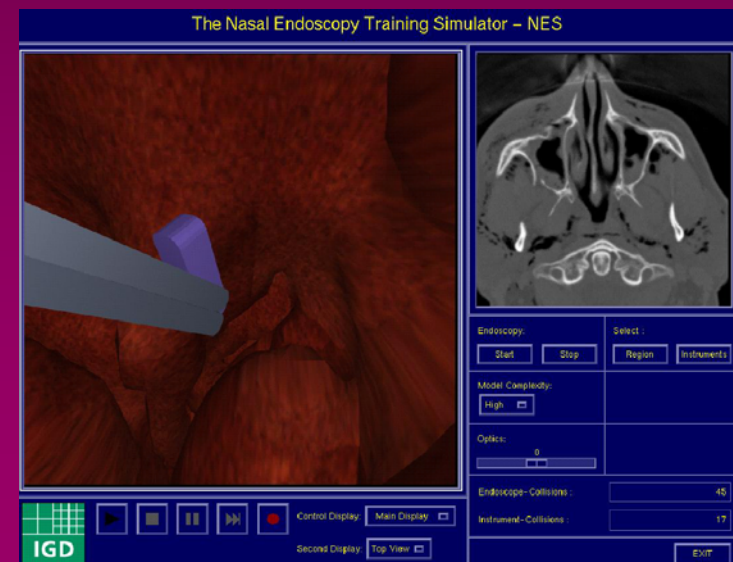 The Nasal Endoscopy Training Simulator – NES
Endoscopy:
Select :
Start
Stop
Region
Instruments
Model Complexity:
High
Optics:
0
Endoscope-Collisions :
45
Instrument-Collisions :
17
Control Display:
Main Display
Second Display:
Top View
IGD
EXIT